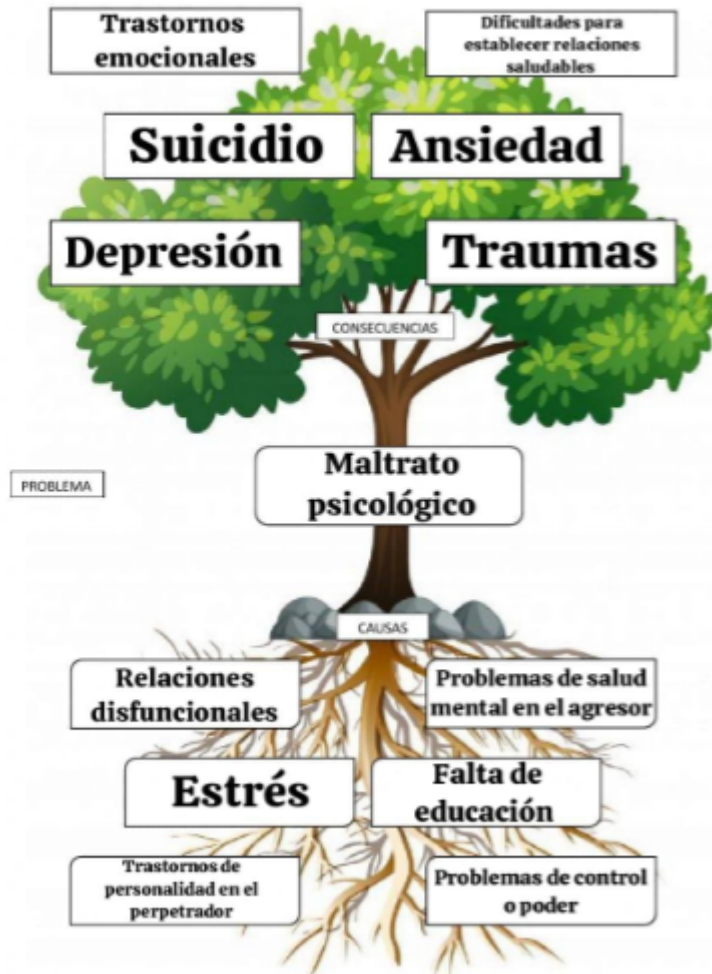 Trastornos
emocionales
Dificultades para
establecer relaciones
saludables
Suicidio
Ansiedad
Depresión
Traumas
CONSECUENCIAS
Maltrato
psicológico
PROBLEMA
CAUSAS
Relaciones
disfuncionales
Problemas de salud
mental en el agresor
Estrés
Falta de
educación
Trastornos de
personalidad en el
perpetrador
Problemas de control
o poder